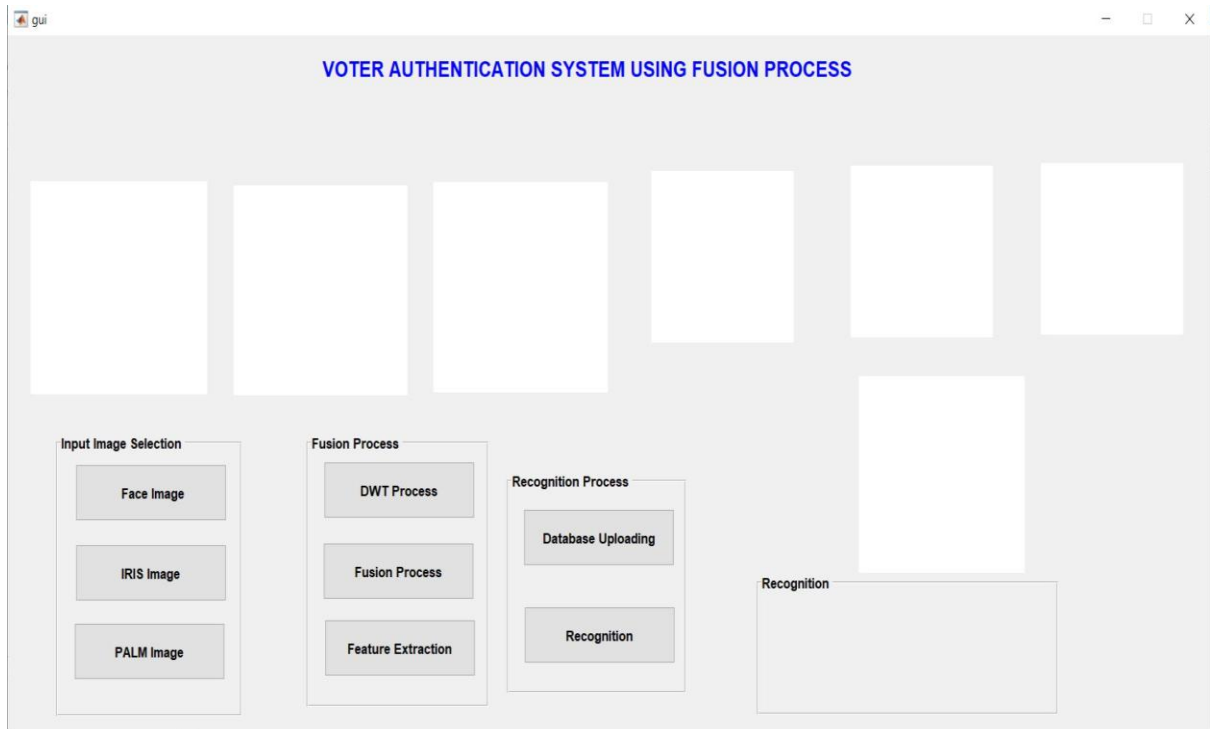 gui
VOTER AUTHENTICATION SYSTEM USING FUSION PROCESS
Input Image Selection
Face Image
IRIS Image
PALM Image
Fusion Process
DWT Process
Fusion Process
Feature Extraction
Recognition Process
Database Uploading
Recognition
Recognition